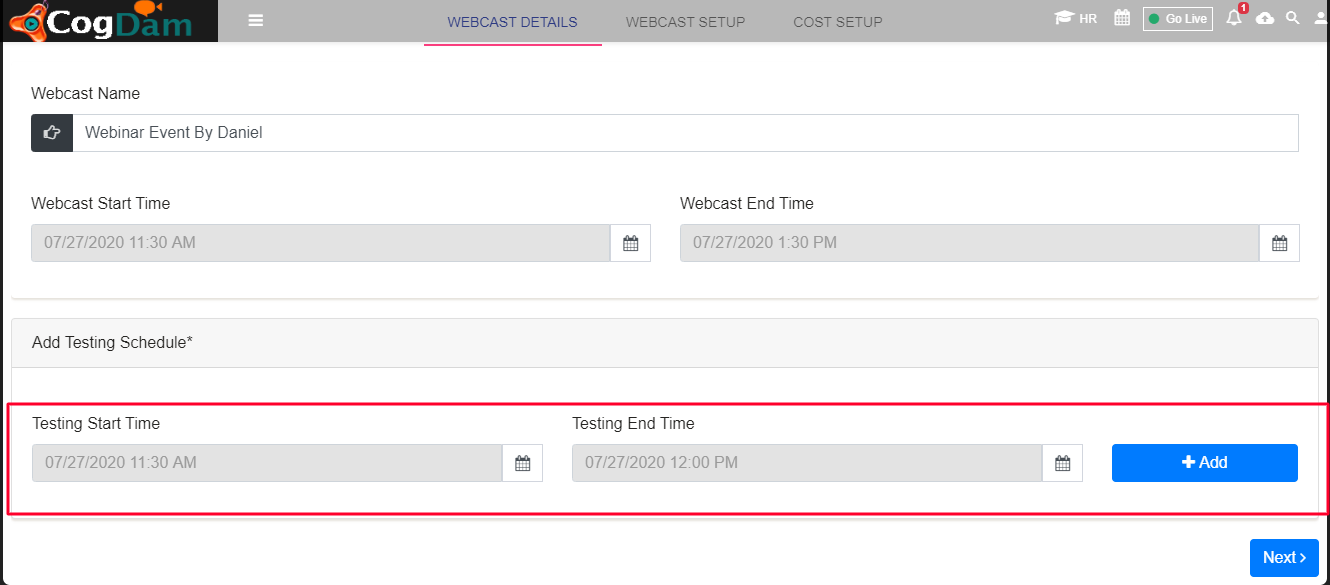 CogDam
WEBCAST DETAILS WEBCAST SETUP COST SETUP HR Go Live 1
Webcast Name
Webinar Event By Daniel
Webcast Start Time Webcast End Time
07/27/2020 11:30 AM 07/27/2020 1:30 PM
Add Testing Schedule*
Testing Start Time Testing End Time
07/27/2020 11:30 AM 07/27/2020 12:00 PM Add
Next